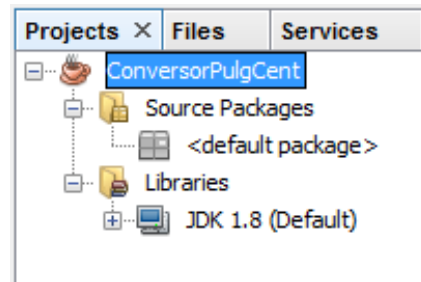 Projects Files Services
ConversorPulgCent
Source Packages
<default package>
Libraries
JDK 1.8 (Default)